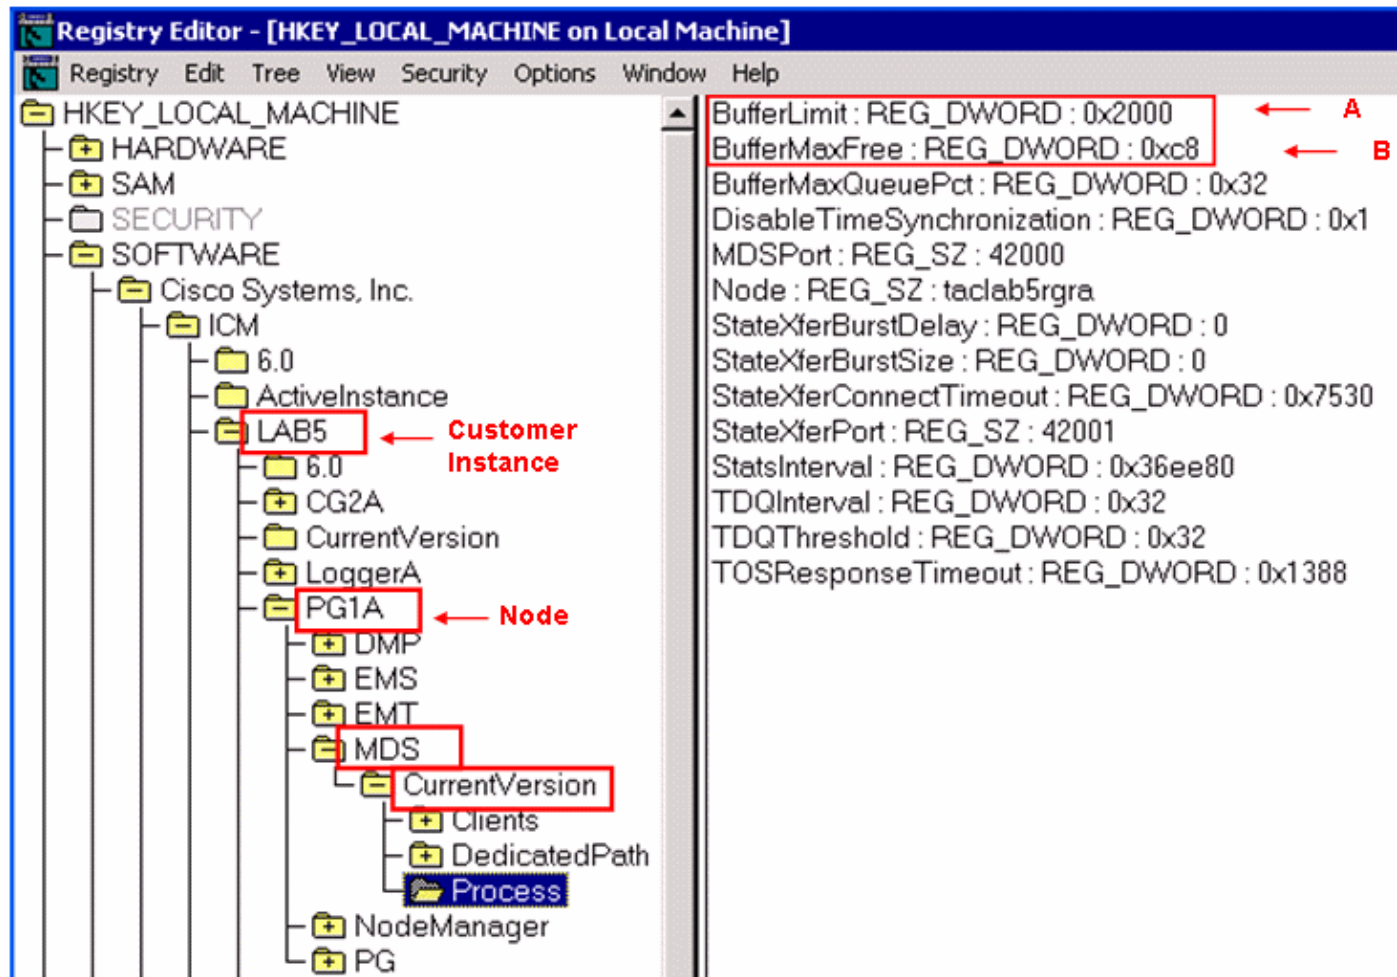 Registry Editor - [HKEY_LOCAL_MACHINE on Local Machine]
Registry Edit Tree View Security Options Window Help
HKEY_LOCAL_MACHINE
HARDWARE
SAM
SECURITY
SOFTWARE
Cisco Systems, Inc.
ICM
6.0
ActiveInstance
LAB5
Customer
Instance
6.0
CG2A
CurrentVersion
LoggerA
PG1A
Node
DMP
EMS
EMT
MDS
CurrentVersion
Clients
DedicatedPath
Process
NodeManager
PG
BufferLimit : REG_DWORD : 0x2000
A
BufferMaxFree : REG_DWORD : 0xc8
B
BufferMaxQueuePct : REG_DWORD : 0x32
DisableTimeSynchronization : REG_DWORD : 0x1
MDSPort : REG_SZ : 42000
Node : REG_SZ : taclab5rgra
StateXferBurstDelay : REG_DWORD : 0
StateXferBurstSize : REG_DWORD : 0
StateXferConnectTimeout : REG_DWORD : 0x7530
StateXferPort : REG_SZ : 42001
StatsInterval : REG_DWORD : 0x36ee80
TDQInterval : REG_DWORD : 0x32
TDQThreshold : REG_DWORD : 0x32
TOSResponseTimeout : REG_DWORD : 0x1388